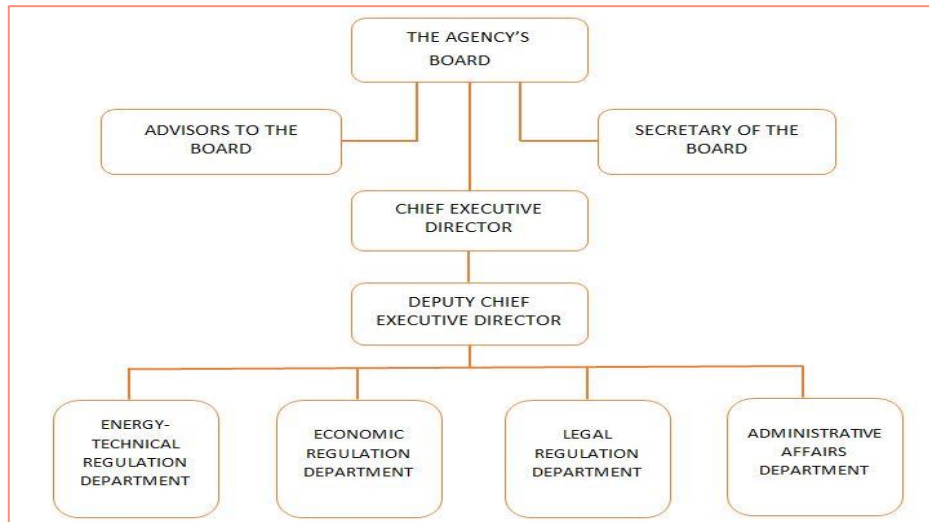 THE AGENCY'S
BOARD
ADVISORS TO THE
BOARD
SECRETARY OF THE
BOARD
CHIEF EXECUTIVE
DIRECTOR
DEPUTY CHIEF
EXECUTIVE DIRECTOR
ENERGY-
TECHNICAL
REGULATION
DEPARTMENT
ECONOMIC
REGULATION
DEPARTMENT
LEGAL
REGULATION
DEPARTMENT
ADMINISTRATIVE
AFFAIRS
DEPARTMENT